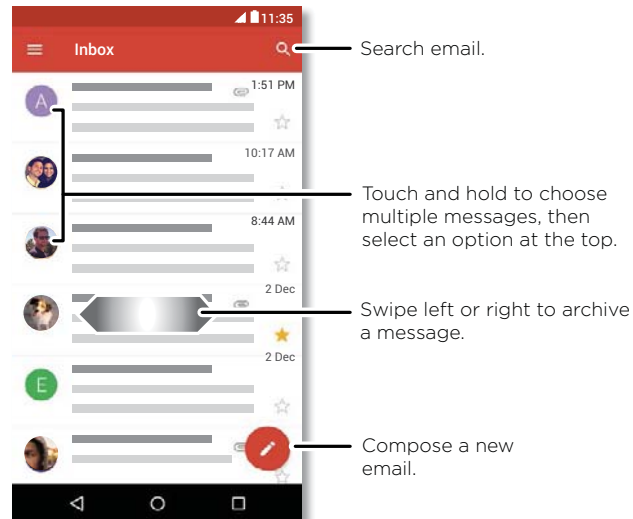 11:35
Inbox
Search email.
A
1:51 PM
10:17 AM
Touch and hold to choose
multiple messages, then
select an option at the top.
8:44 AM
2 Dec
Swipe left or right to archive
a message.
2 Dec
E
Compose a new
email.